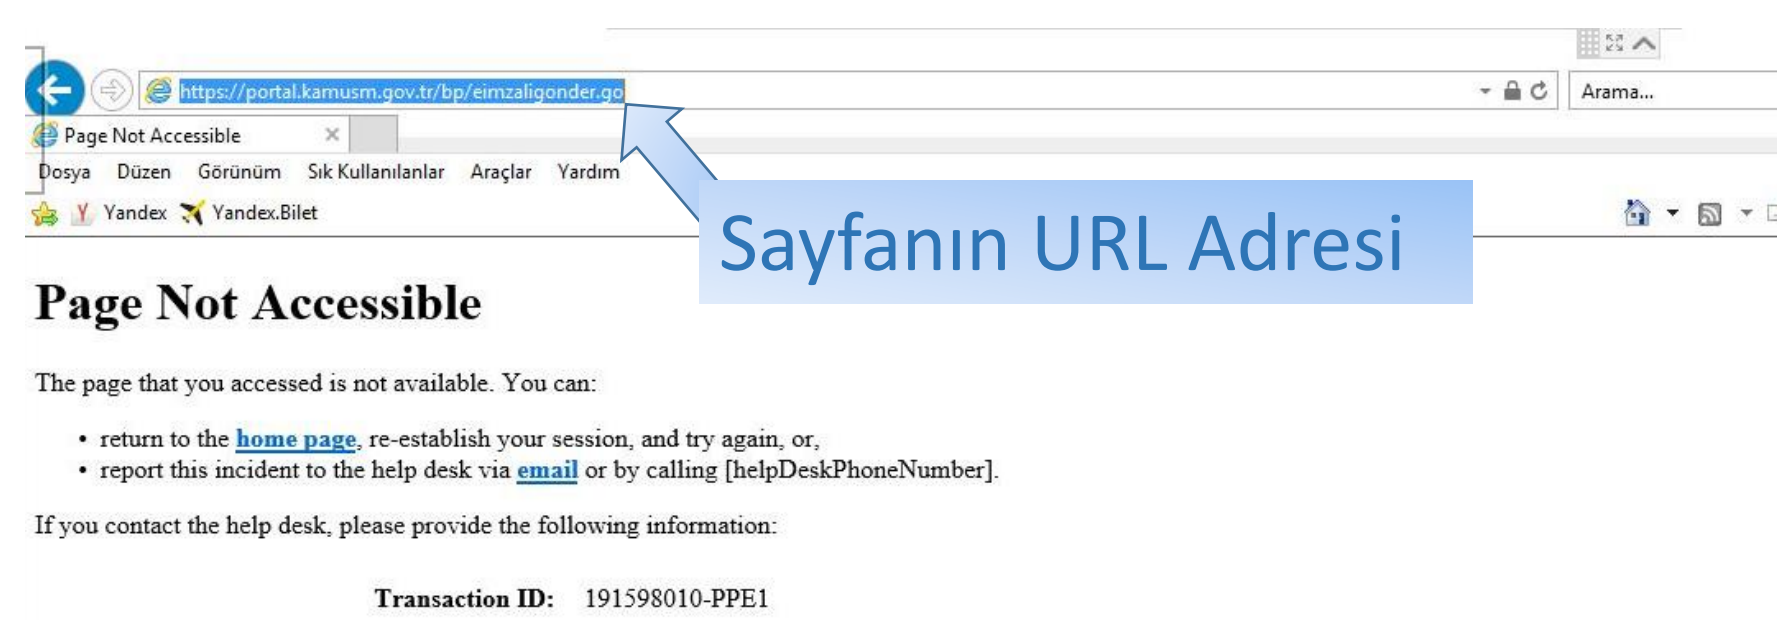 https://portal.kamusm.gov.tr/bp/eimzaligonder.go
Arama...
Page Not Accessible
Dosya Düzen Görünüm Sık Kullanılanlar Araçlar Yardım
Yandex Yandex.Bilet
Sayfanın URL Adresi
Page Not Accessible
The page that you accessed is not available. You can:
• return to the home page, re-establish your session, and try again, or,
• report this incident to the help desk via email or by calling [helpDeskPhoneNumber].
If you contact the help desk, please provide the following information:
Transaction ID: 191598010-PPE1